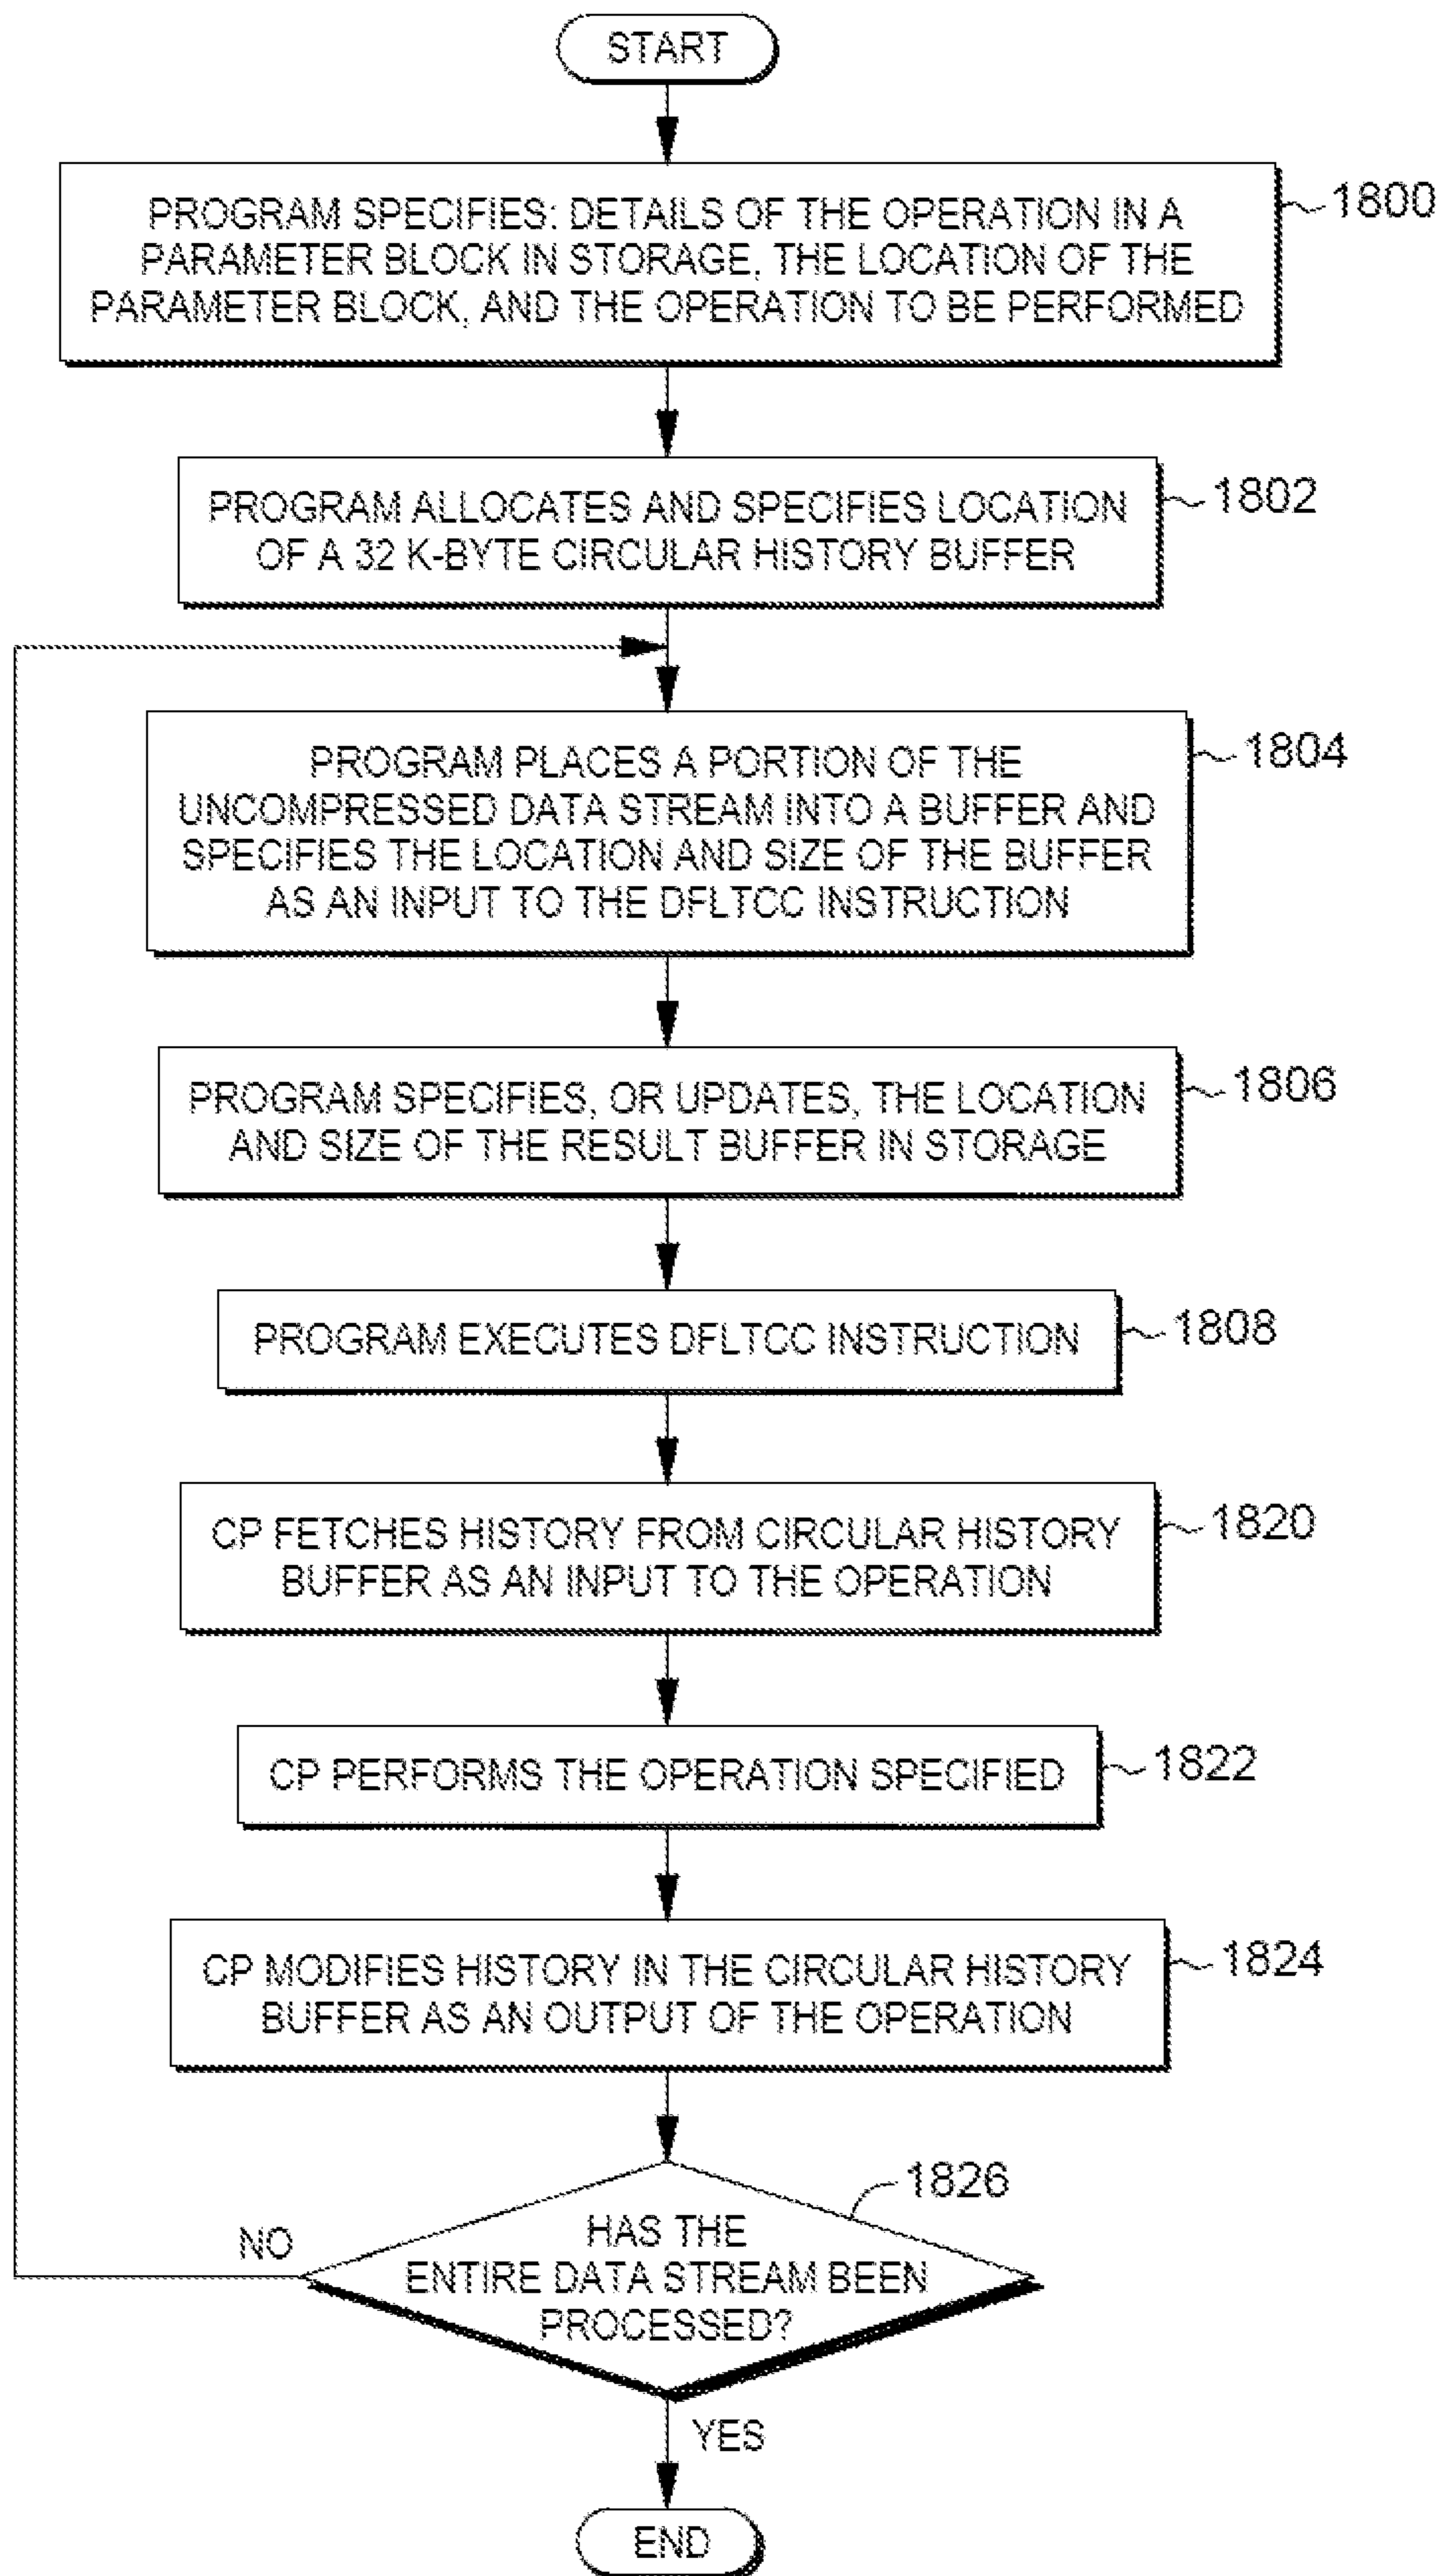 START
PROGRAM SPECIFIES: DETAILS OF THE OPERATION IN A
PARAMETER BLOCK IN STORAGE, THE LOCATION OF THE
PARAMETER BLOCK, AND THE OPERATION TO BE PERFORMED
1800
PROGRAM ALLOCATES AND SPECIFIES LOCATION
OF A 32 K-BYTE CIRCULAR HISTORY BUFFER
1802
PROGRAM PLACES A PORTION OF THE
UNCOMPRESSED DATA STREAM INTO A BUFFER AND
SPECIFIES THE LOCATION AND SIZE OF THE BUFFER
AS AN INPUT TO THE DFLTCC INSTRUCTION
1804
PROGRAM SPECIFIES, OR UPDATES, THE LOCATION
AND SIZE OF THE RESULT BUFFER IN STORAGE
1806
PROGRAM EXECUTES DFLTCC INSTRUCTION
1808
CP FETCHES HISTORY FROM CIRCULAR HISTORY
BUFFER AS AN INPUT TO THE OPERATION
1820
CP PERFORMS THE OPERATION SPECIFIED
1822
CP MODIFIES HISTORY IN THE CIRCULAR HISTORY
BUFFER AS AN OUTPUT OF THE OPERATION
1824
1826
NO
HAS THE
ENTIRE DATA STREAM BEEN
PROCESSED?
YES
END